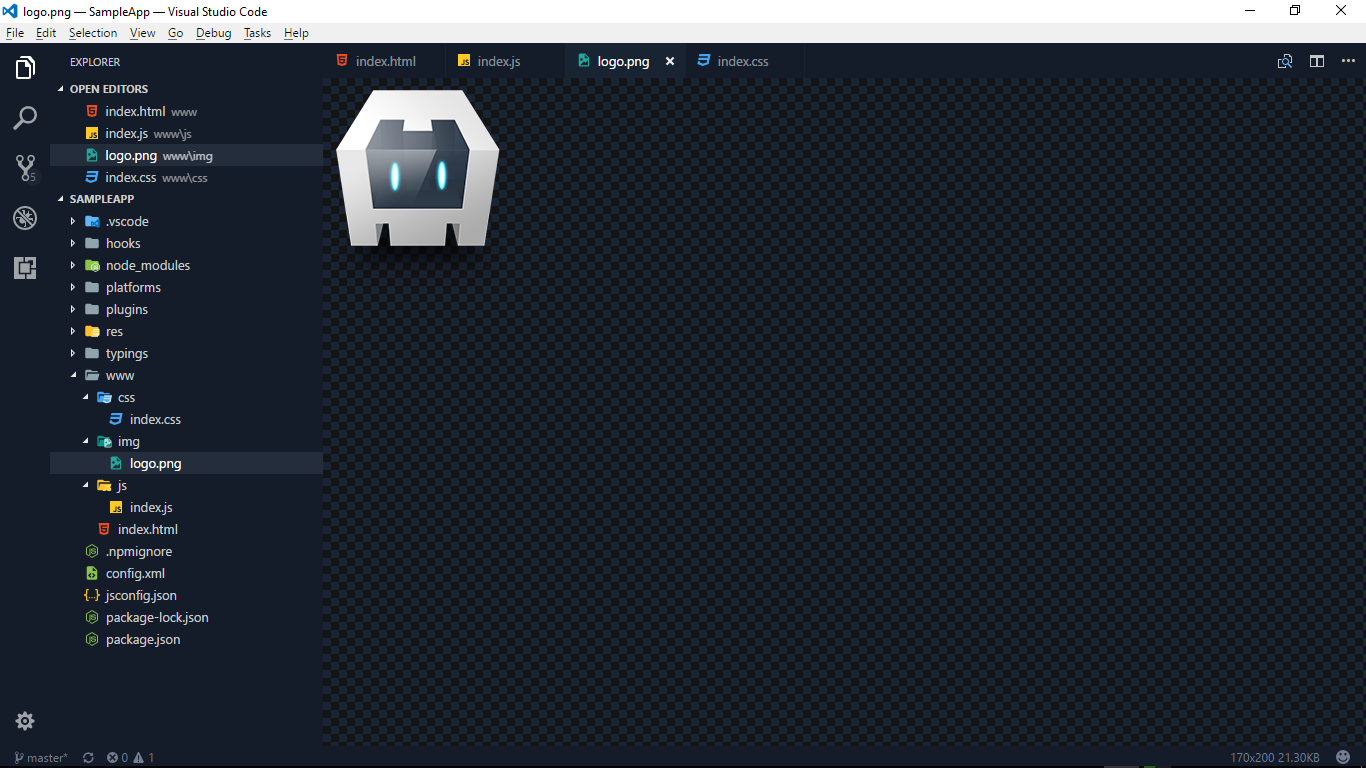 logo.png — SampleApp — Visual Studio Code
File Edit Selection View Go Debug Tasks Help
EXPLORER
index.html
index.js
logo.png
index.css
OPEN EDITORS
index.html www
index.js www\js
logo.png www\img
index.css www\css
SAMPLEAPP
.vscode
hooks
node_modules
platforms
plugins
res
typings
www
css
index.css
img
logo.png
js
index.js
index.html
.npmignore
config.xml
jsconfig.json
package-lock.json
package.json
5
master*
0
1
170x200 21.30KB